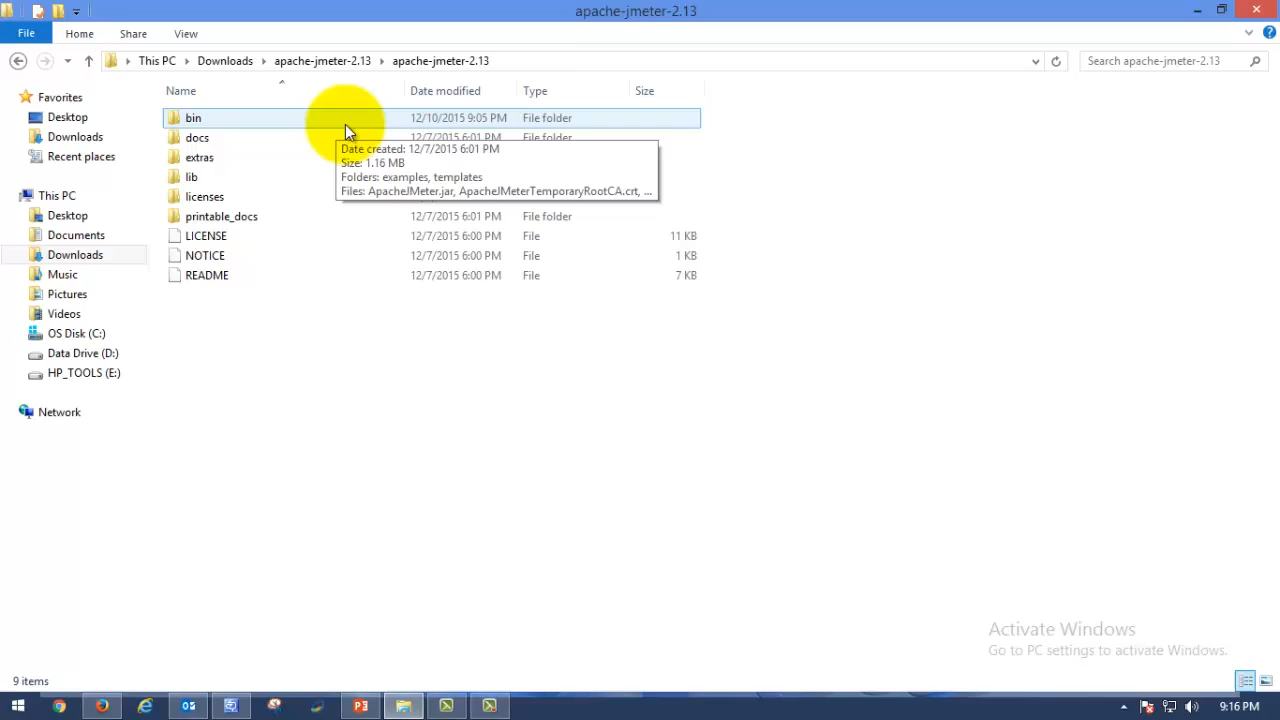 apache-jmeter-2.13
File Home Share View
This PC Downloads apache-jmeter-2.13 apache-jmeter-2.13
Search apache-jmeter-2.13
Name Date modified Type Size
Favorites
Desktop
Downloads
Recent places
This PC
Desktop
Documents
Downloads
Music
Pictures
Videos
OS Disk (C:)
Data Drive (D:)
HP_TOOLS (E:)
Network
bin 12/10/2015 9:05 PM File folder
docs 12/7/2015 6:01 PM File folder
extras
lib
licenses
Date created: 12/7/2015 6:01 PM
Size: 1.16 MB
Folders: examples, templates
Files: ApacheJMeter.jar, ApacheJMeterTemporaryRootCA.crt, ...
printable_docs 12/7/2015 6:01 PM File folder
LICENSE 12/7/2015 6:00 PM File 11 KB
NOTICE 12/7/2015 6:00 PM File 1 KB
README 12/7/2015 6:00 PM File 7 KB
Activate Windows
Go to PC settings to activate Windows.
9 items
9:16 PM